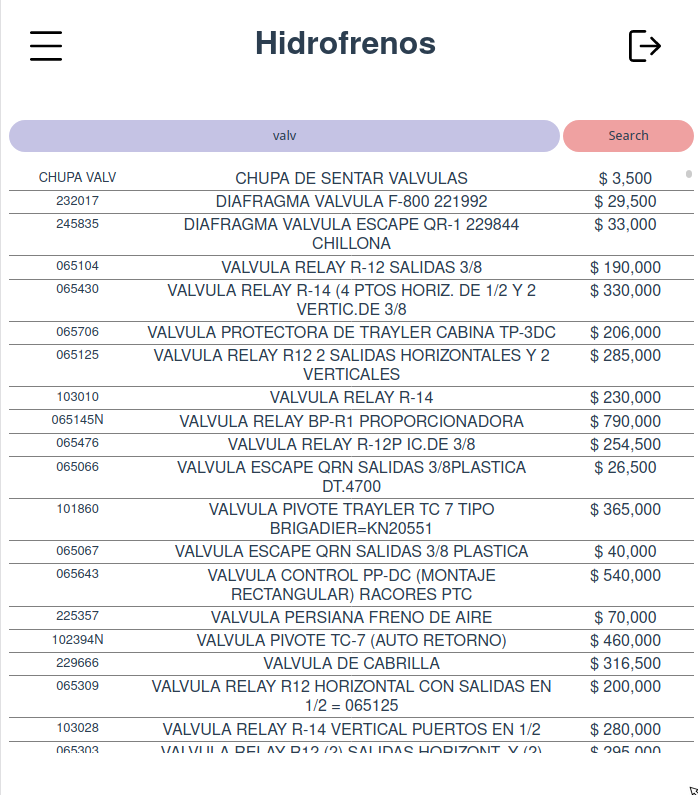 Hidrofrenos
valv Search
CHUPA VALV CHUPA DE SENTAR VALVULAS $ 3,500
232017 DIAFRAGMA VALVULA F-800 221992 $ 29,500
245835 DIAFRAGMA VALVULA ESCAPE QR-1 229844 $ 33,000
CHILLONA
065104 VALVULA RELAY R-12 SALIDAS 3/8 $ 190,000
065430 VALVULA RELAY R-14 (4 PTOS HORIZ. DE 1/2 Y 2 $ 330,000
VERTIC.DE 3/8
065706 VALVULA PROTECTORA DE TRAYLER CABINA TP-3DC $ 206,000
065125 VALVULA RELAY R12 2 SALIDAS HORIZONTALES Y 2 $ 285,000
VERTICALES
103010 VALVULA RELAY R-14 $ 230,000
065145N VALVULA RELAY BP-R1 PROPORCIONADORA $ 790,000
065476 VALVULA RELAY R-12P IC.DE 3/8 $ 254,500
065066 VALVULA ESCAPE QRN SALIDAS 3/8PLASTICA $ 26,500
DT.4700
101860 VALVULA PIVOTE TRAYLER TC 7 TIPO $ 365,000
BRIGADIER=KN20551
065067 VALVULA ESCAPE QRN SALIDAS 3/8 PLASTICA $ 40,000
065643 VALVULA CONTROL PP-DC (MONTAJE $ 540,000
RECTANGULAR) RACORES PTC
225357 VALVULA PERSIANA FRENO DE AIRE $ 70,000
102394N VALVULA PIVOTE TC-7 (AUTO RETORNO) $ 460,000
229666 VALVULA DE CABRILLA $ 316,500
065309 VALVULA RELAY R12 HORIZONTAL CON SALIDAS EN $ 200,000
1/2 = 065125
103028 VALVULA RELAY R-14 VERTICAL PUERTOS EN 1/2 $ 280,000
065303 VALVULA RELAY R12 (2) SALIDAS HORIZONT. Y (2) $ 295,000